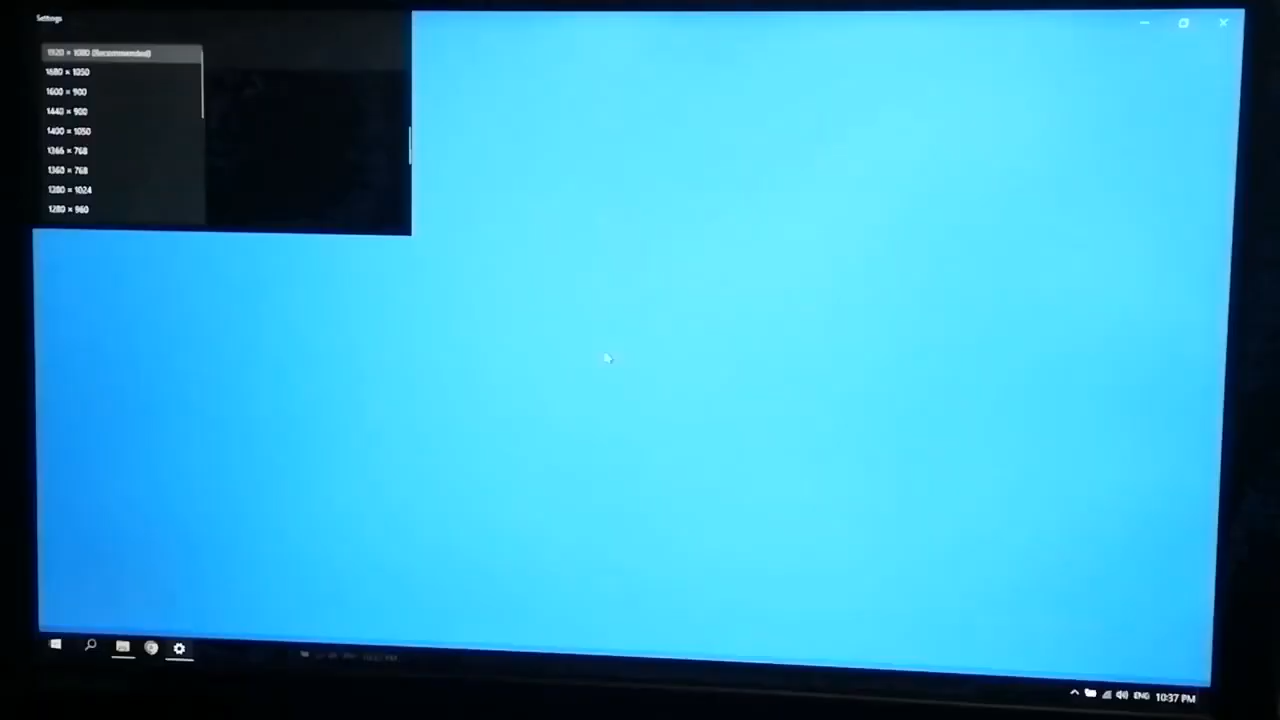 Settings
1920 × 1080 (Recommended)
1680 × 1050
1600 × 900
1440 × 900
1400 × 1050
1366 × 768
1360 × 768
1280 × 1024
1280 × 960
ENG 10:37 PM